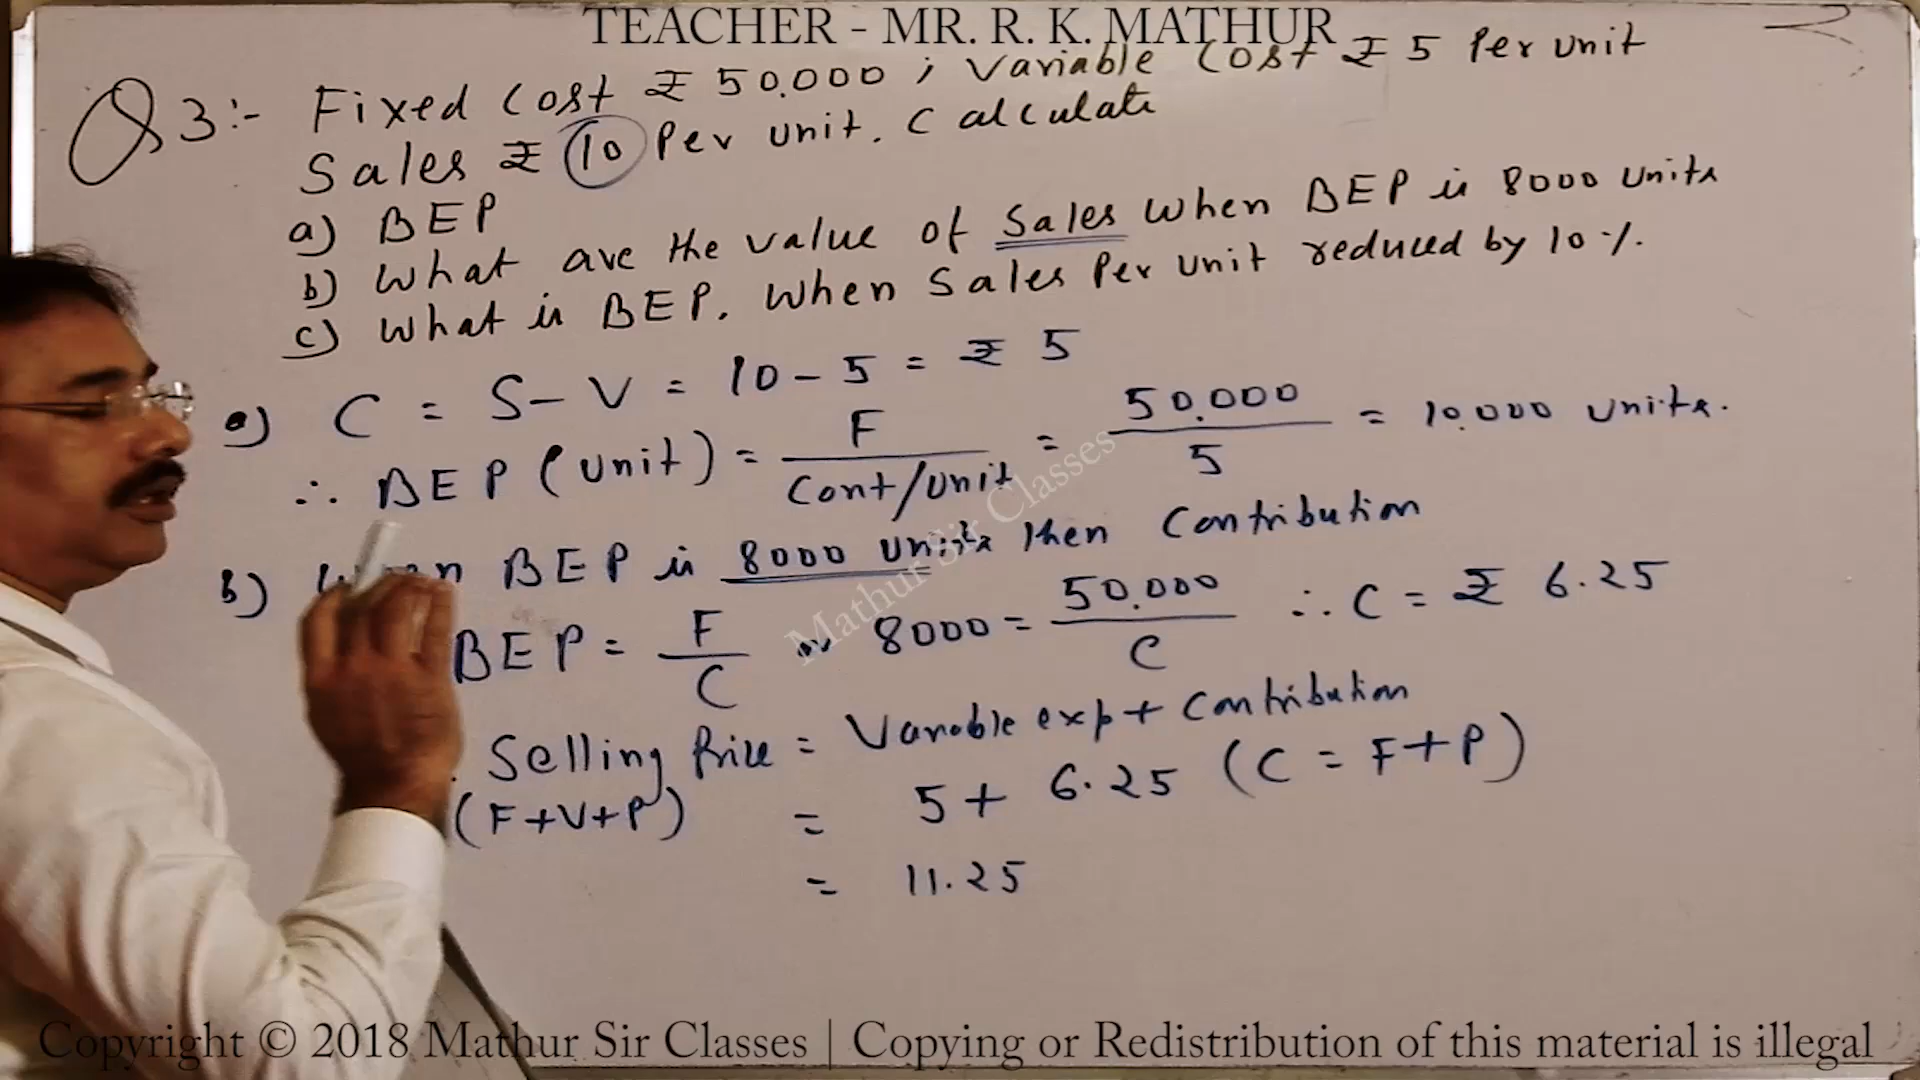 TEACHER - MR. R. K. MATHUR
Q 3:- Fixed Cost ₹ 50,000 ; Variable Cost ₹ 5 Per unit
Sales ₹ 10 Per unit. Calculate
a) BEP
b) What are the value of Sales when BEP is 8000 units
c) What is BEP. When Sales Per unit reduced by 10%.
a) C = S - V = 10 - 5 = ₹ 5
∴ BEP (unit) = F / Cont/unit = 50,000 / 5 = 10,000 units.
b) BEP is 8000 units then Contribution
BEP = F / C or 8000 = 50,000 / C ∴ C = ₹ 6.25
Selling Price = Variable exp + Contribution
(F+V+P) = 5 + 6.25 (C = F+P)
= 11.25
Mathur Sir Classes
Copyright © 2018 Mathur Sir Classes | Copying or Redistribution of this material is illegal